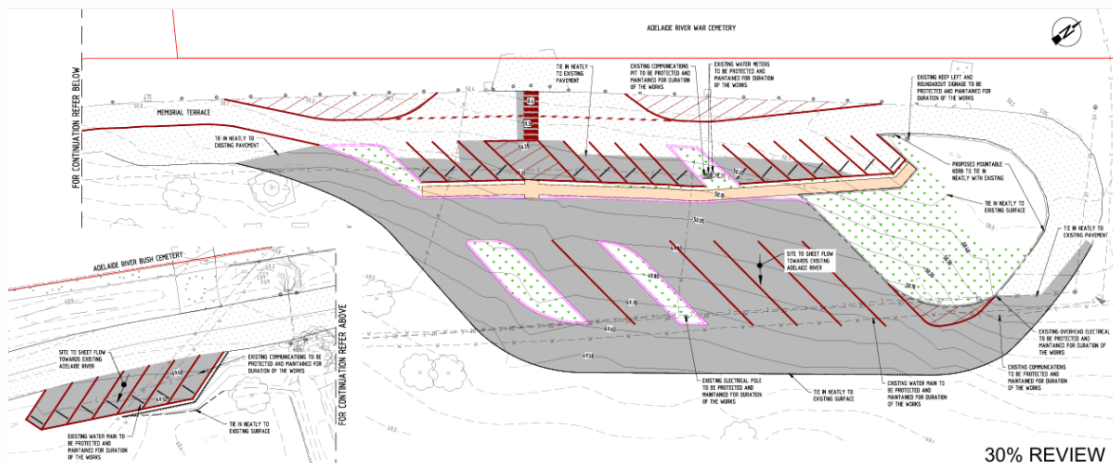 ADELAIDE RIVER WAR CEMETERY
FOR CONTINUATION REFER BELOW
MEMORIAL TERRACE
TIE IN NEATLY TO
EXISTING PAVEMENT
TIE IN NEATLY
TO EXISTING
PAVEMENT
EXISTING COMMUNICATIONS
PIT TO BE PROTECTED AND
MAINTAINED FOR DURATION
OF THE WORKS
EXISTING WATER METERS
TO BE PROTECTED AND
MAINTAINED FOR
DURATION OF THE WORKS
EXISTING KEEP LEFT AND
ROUNDABOUT SIGNAGE TO BE
PROTECTED AND MAINTAINED FOR
DURATION OF THE WORKS
PROPOSED MOUNTABLE
KERB TO TIE IN
NEATLY WITH EXISTING
TIE IN NEATLY TO
EXISTING SURFACE
TIE IN NEATLY TO
EXISTING PAVEMENT
SITE TO SHEET FLOW
TOWARDS EXISTING
ADELAIDE RIVER
EXISTING OVERHEAD ELECTRICAL
TO BE PROTECTED AND
MAINTAINED FOR DURATION OF
THE WORKS
EXISTING COMMUNICATIONS
TO BE PROTECTED AND
MAINTAINED FOR DURATION
OF THE WORKS
EXISTING WATER MAIN TO
BE PROTECTED AND
MAINTAINED FOR DURATION
OF THE WORKS
TIE IN NEATLY TO
EXISTING SURFACE
EXISTING ELECTRICAL POLE
TO BE PROTECTED AND
MAINTAINED FOR DURATION
OF THE WORKS
ADELAIDE RIVER BUSH CEMETERY
FOR CONTINUATION REFER ABOVE
SITE TO SHEET FLOW
TOWARDS EXISTING
ADELAIDE RIVER
EXISTING COMMUNICATIONS TO BE
PROTECTED AND MAINTAINED FOR
DURATION OF THE WORKS
TIE IN NEATLY TO
EXISTING SURFACE
EXISTING WATER MAIN TO
BE PROTECTED AND
MAINTAINED FOR DURATION
OF THE WORKS
30% REVIEW